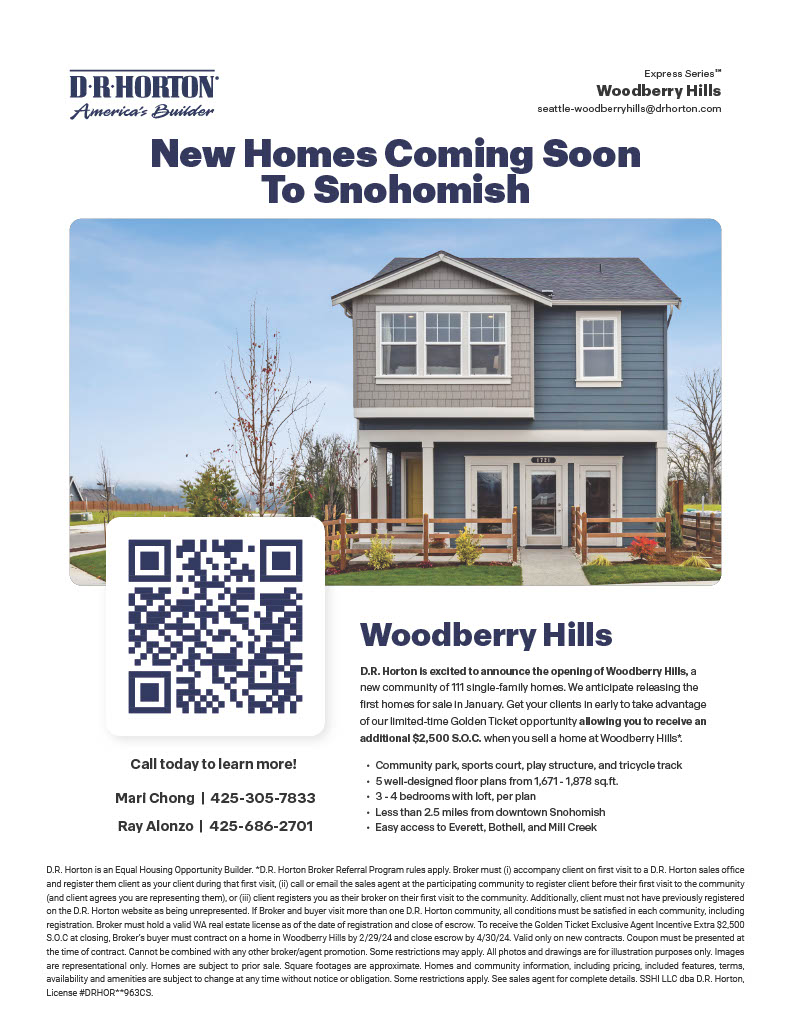 D·R·HORTON®
America's Builder
Express Series℠
Woodberry Hills
seattle-woodberryhills@drhorton.com
New Homes Coming Soon
To Snohomish
Woodberry Hills
D.R. Horton is excited to announce the opening of Woodberry Hills, a
new community of 111 single-family homes. We anticipate releasing the
first homes for sale in January. Get your clients in early to take advantage
of our limited-time Golden Ticket opportunity allowing you to receive an
additional $2,500 S.O.C. when you sell a home at Woodberry Hills*.
• Community park, sports court, play structure, and tricycle track
• 5 well-designed floor plans from 1,671 - 1,878 sq.ft.
• 3 - 4 bedrooms with loft, per plan
• Less than 2.5 miles from downtown Snohomish
• Easy access to Everett, Bothell, and Mill Creek
Call today to learn more!
Mari Chong | 425-305-7833
Ray Alonzo | 425-686-2701
D.R. Horton is an Equal Housing Opportunity Builder. *D.R. Horton Broker Referral Program rules apply. Broker must (i) accompany client on first visit to a D.R. Horton sales office
and register them client as your client during that first visit, (ii) call or email the sales agent at the participating community to register client before their first visit to the community
(and client agrees you are representing them), or (iii) client registers you as their broker on their first visit to the community. Additionally, client must not have previously registered
on the D.R. Horton website as being unrepresented. If Broker and buyer visit more than one D.R. Horton community, all conditions must be satisfied in each community, including
registration. Broker must hold a valid WA real estate license as of the date of registration and close of escrow. To receive the Golden Ticket Exclusive Agent Incentive Extra $2,500
S.O.C at closing, Broker's buyer must contract on a home in Woodberry Hills by 2/29/24 and close escrow by 4/30/24. Valid only on new contracts. Coupon must be presented at
the time of contract. Cannot be combined with any other broker/agent promotion. Some restrictions may apply. All photos and drawings are for illustration purposes only. Images
are representational only. Homes are subject to prior sale. Square footages are approximate. Homes and community information, including pricing, included features, terms,
availability and amenities are subject to change at any time without notice or obligation. Some restrictions apply. See sales agent for complete details. SSHI LLC dba D.R. Horton,
License #DRHOR**963CS.